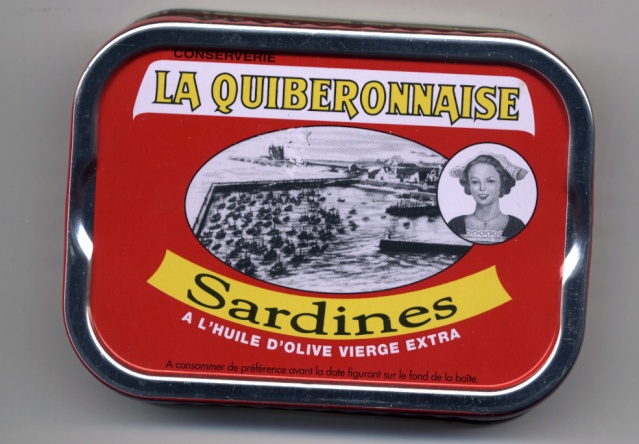 CONSERVERIE
LA QUIBERONNAISE
Sardines
A L'HUILE D'OLIVE VIERGE EXTRA
A consommer de préférence avant la date figurant sur le fond de la boîte.